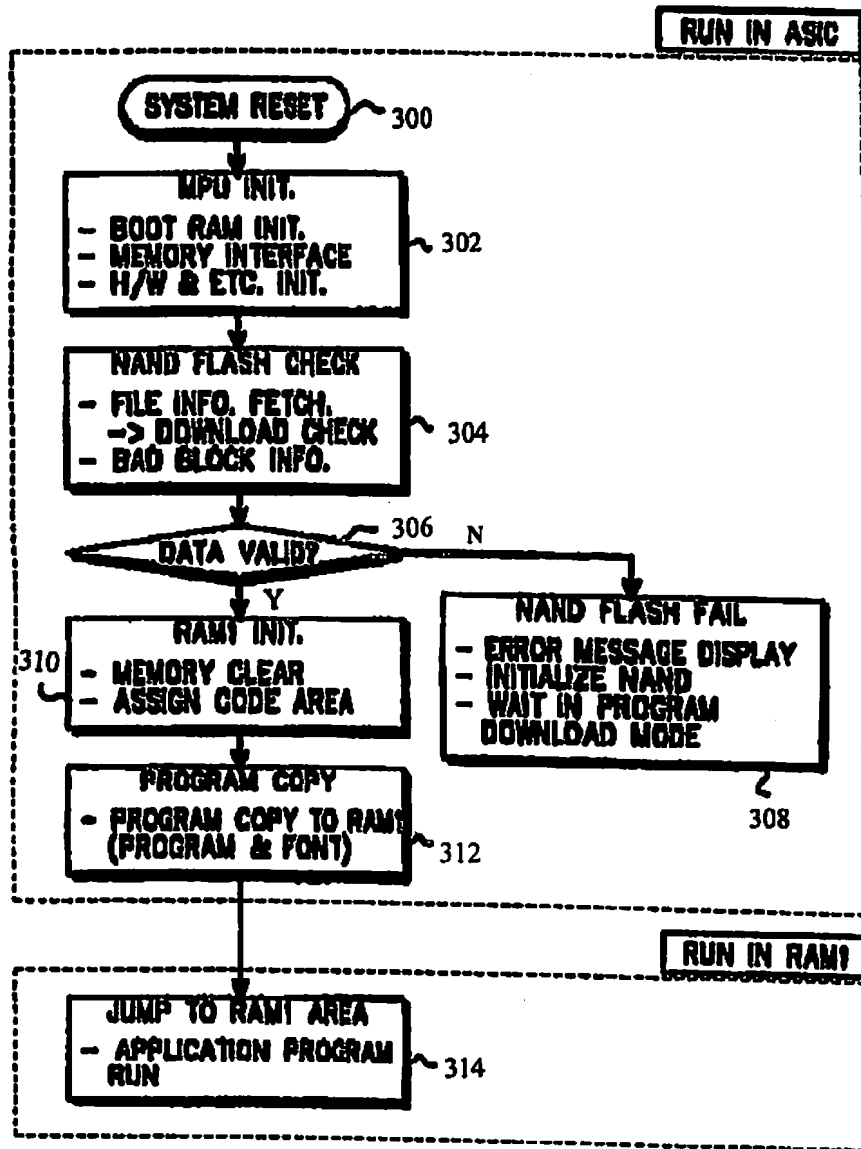 RUN IN ASIC
SYSTEM RESET
300
MPU INIT.
- BOOT RAM INIT.
- MEMORY INTERFACE
- H/W & ETC. INIT.
302
NAND FLASH CHECK
- FILE INFO. FETCH.
-> DOWNLOAD CHECK
- BAD BLOCK INFO.
304
306
DATA VALID?
N
Y
NAND FLASH FAIL
- ERROR MESSAGE DISPLAY
- INITIALIZE NAND
- WAIT IN PROGRAM
DOWNLOAD MODE
308
RAM1 INIT.
310
- MEMORY CLEAR
- ASSIGN CODE AREA
PROGRAM COPY
- PROGRAM COPY TO RAM1
(PROGRAM & FONT)
312
RUN IN RAM1
JUMP TO RAM1 AREA
- APPLICATION PROGRAM
RUN
314